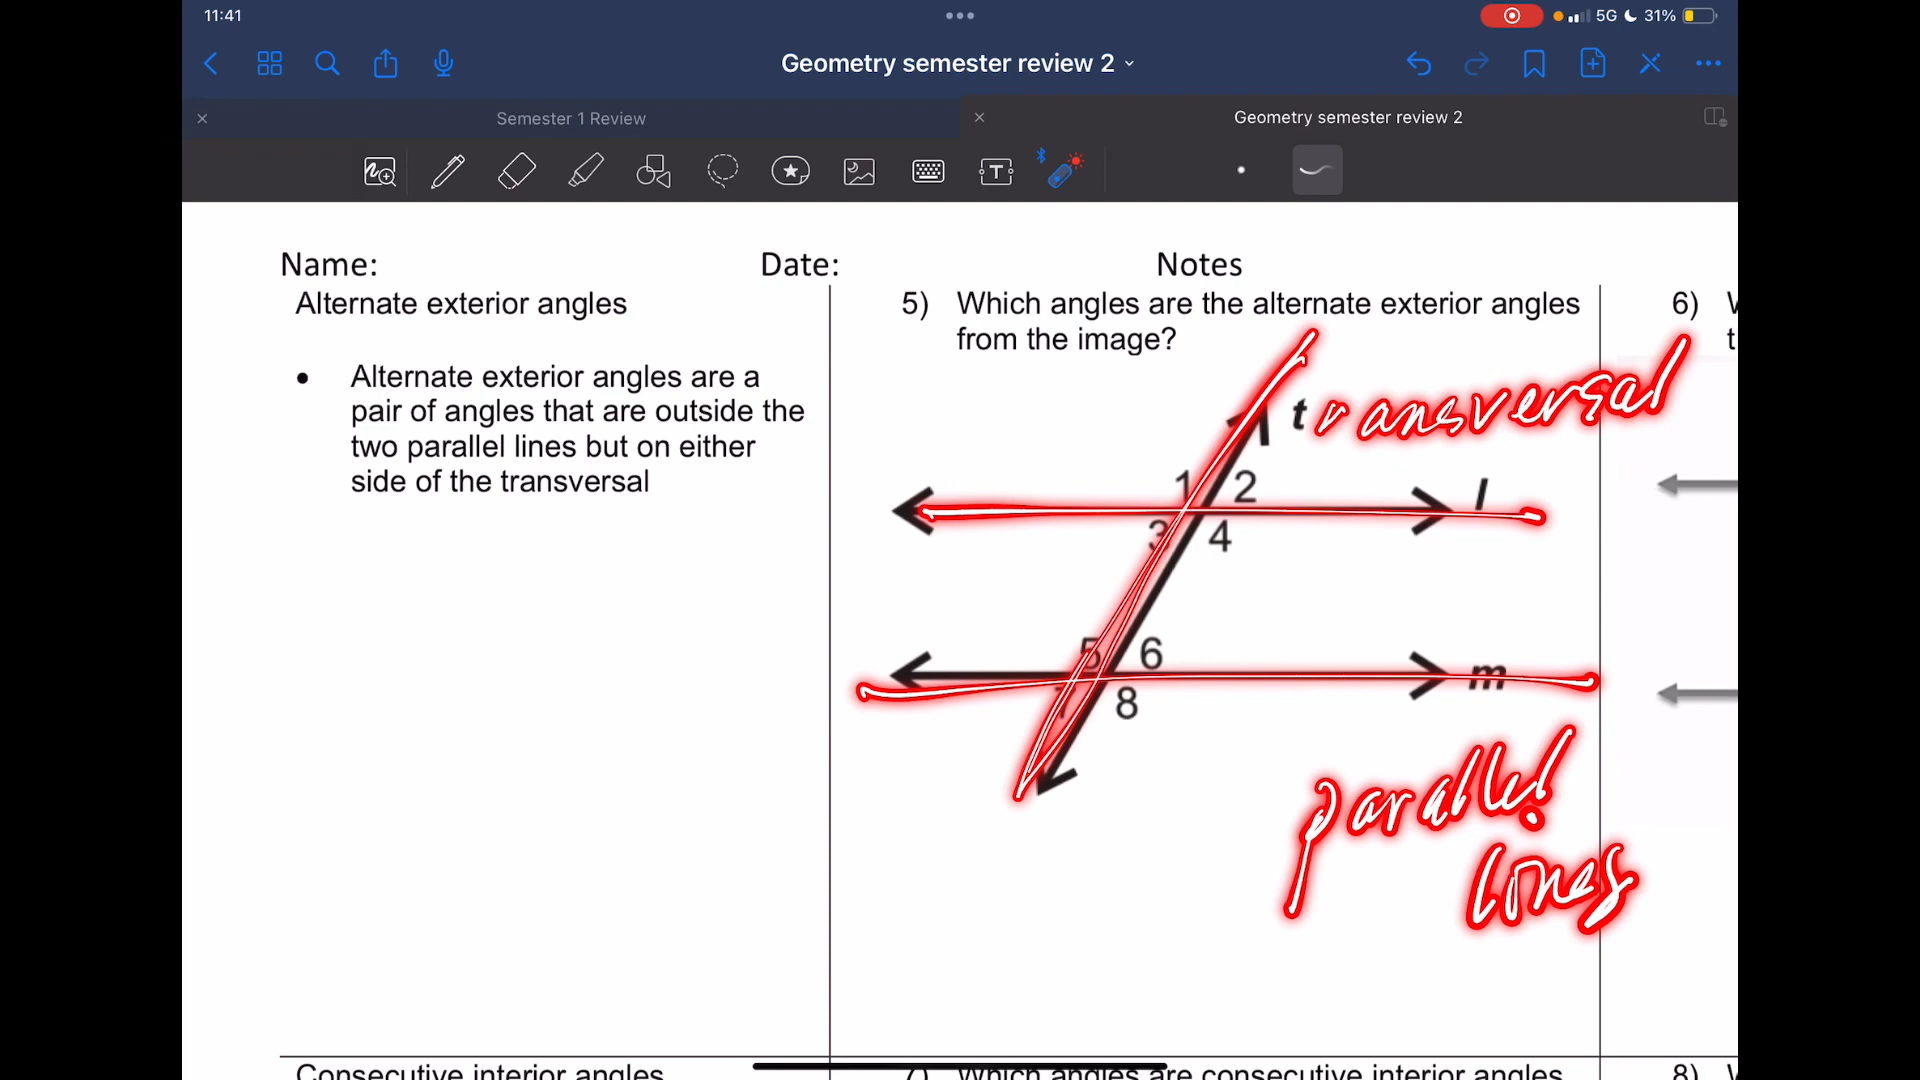 11:41
5G 31%
Geometry semester review 2
Semester 1 Review
Geometry semester review 2
Name: Date: Notes
Alternate exterior angles
• Alternate exterior angles are a
pair of angles that are outside the
two parallel lines but on either
side of the transversal
5) Which angles are the alternate exterior angles
from the image?
transversal
1 2
l
3 4
5 6
m
7 8
parallel
lines
6)
Consecutive interior angles
7) Which angles are consecutive interior angles
8)